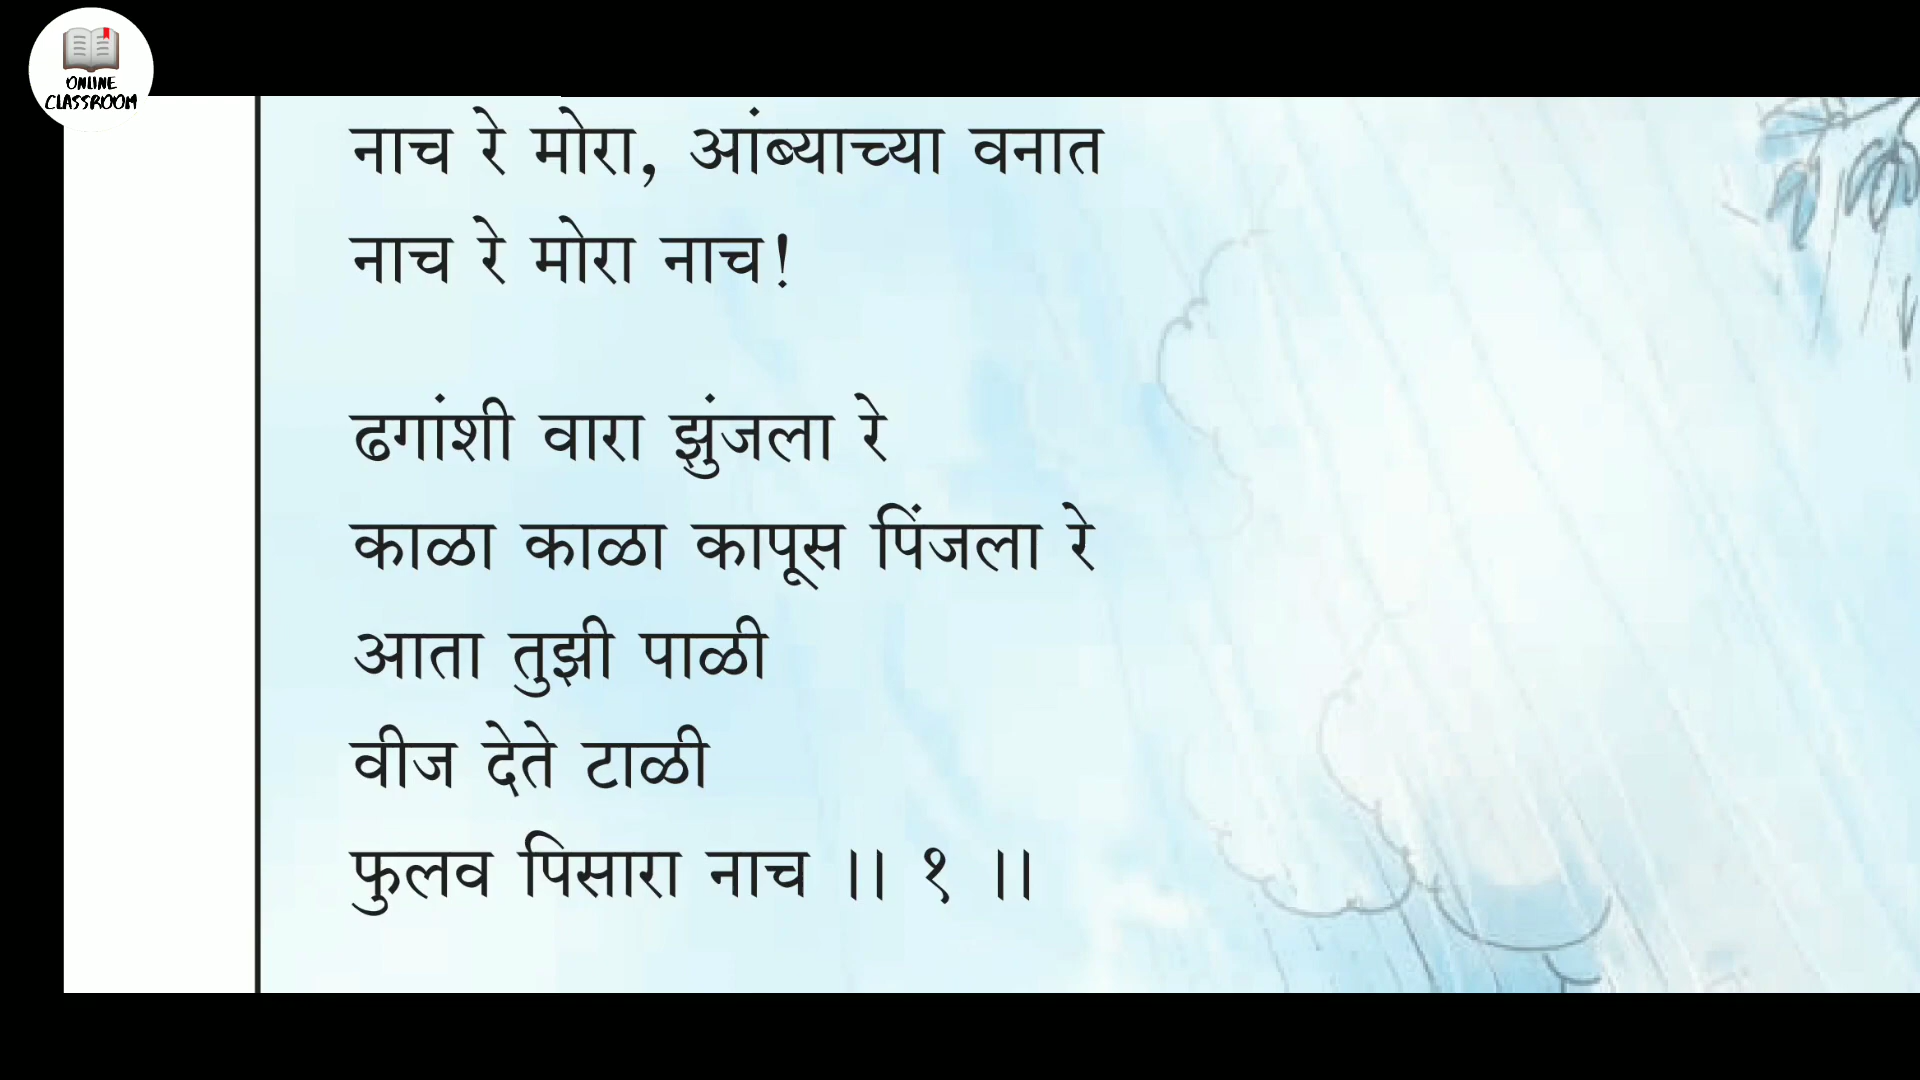 ONLINE
CLASSROOM
नाच रे मोरा, आंब्याच्या वनात
नाच रे मोरा नाच!
ढगांशी वारा झुंजला रे
काळा काळा कापूस पिंजला रे
आता तुझी पाळी
वीज देते टाळी
फुलव पिसारा नाच ।। १ ।।